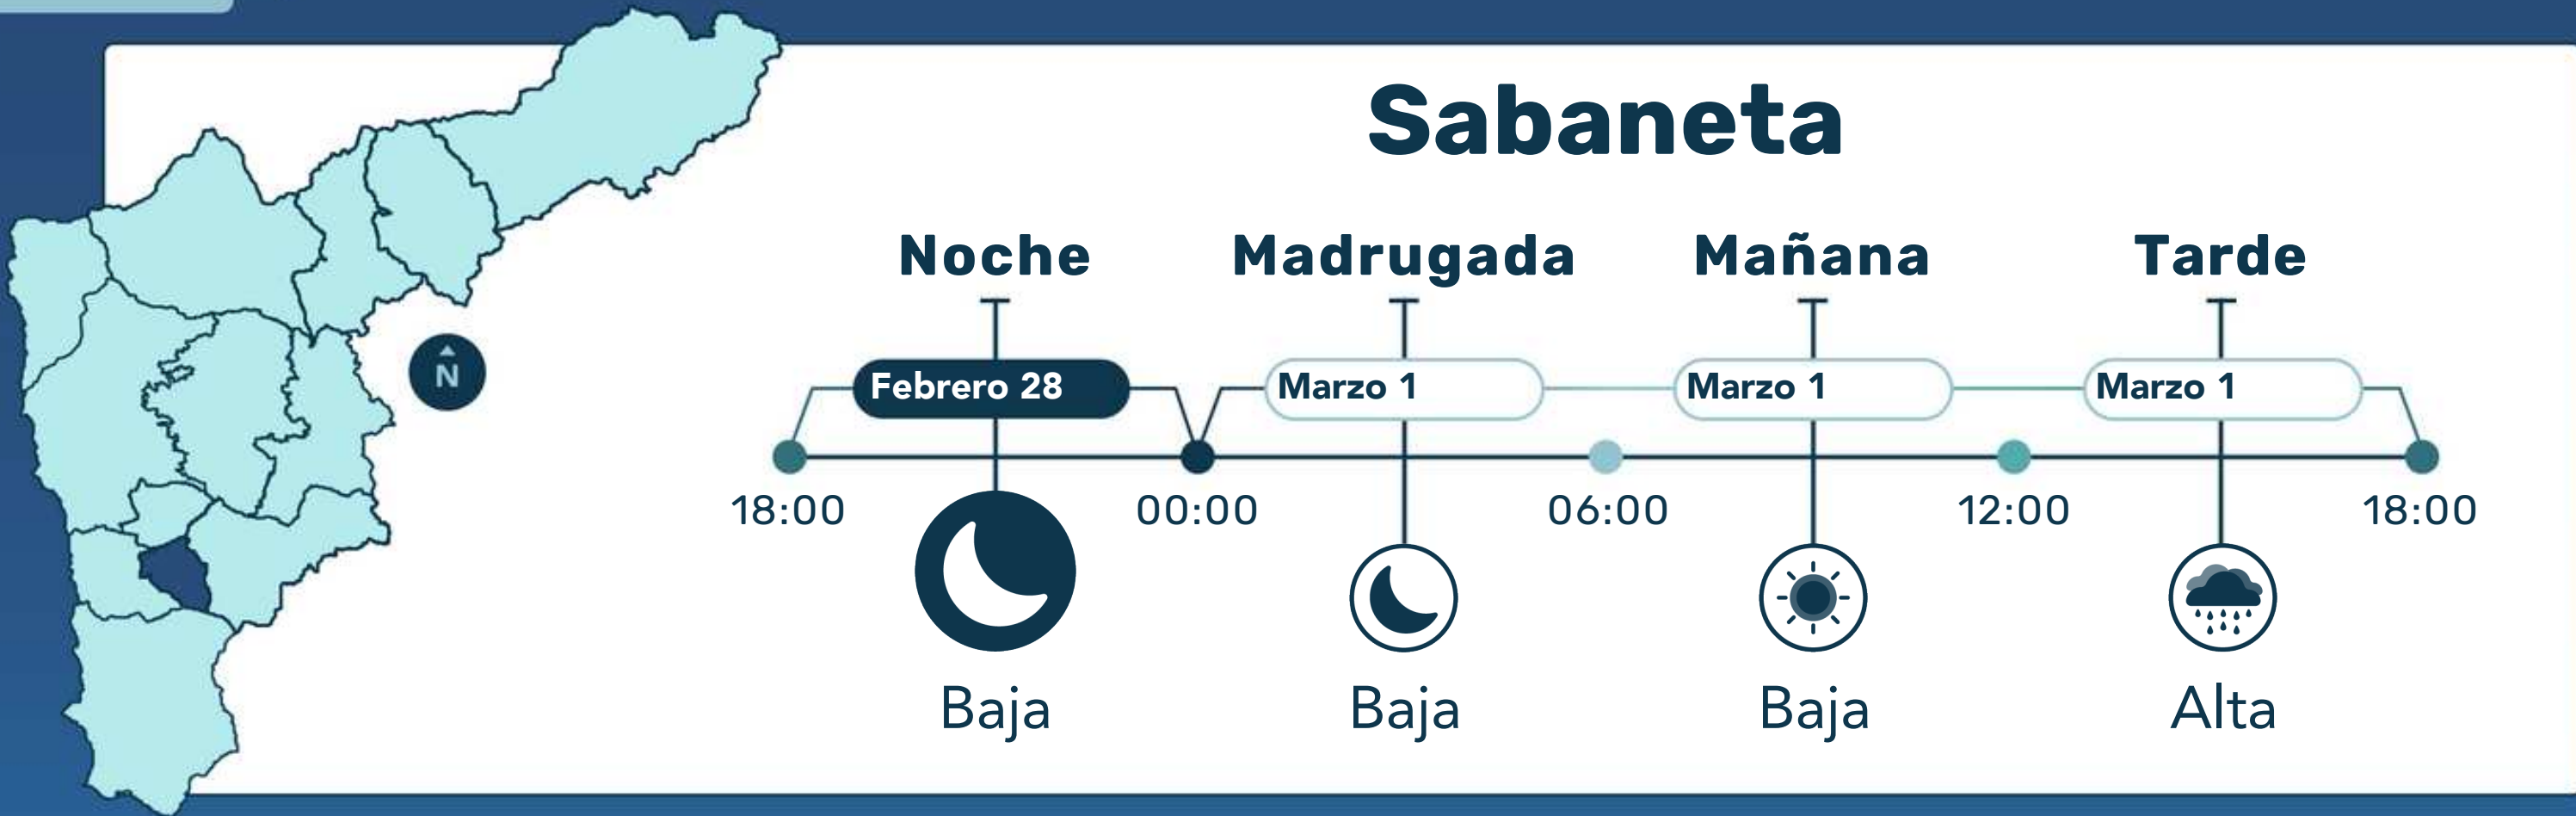 Sabaneta
Noche Madrugada Mañana Tarde
Febrero 28 Marzo 1 Marzo 1 Marzo 1
N
18:00 00:00 06:00 12:00 18:00
Baja Baja Baja Alta